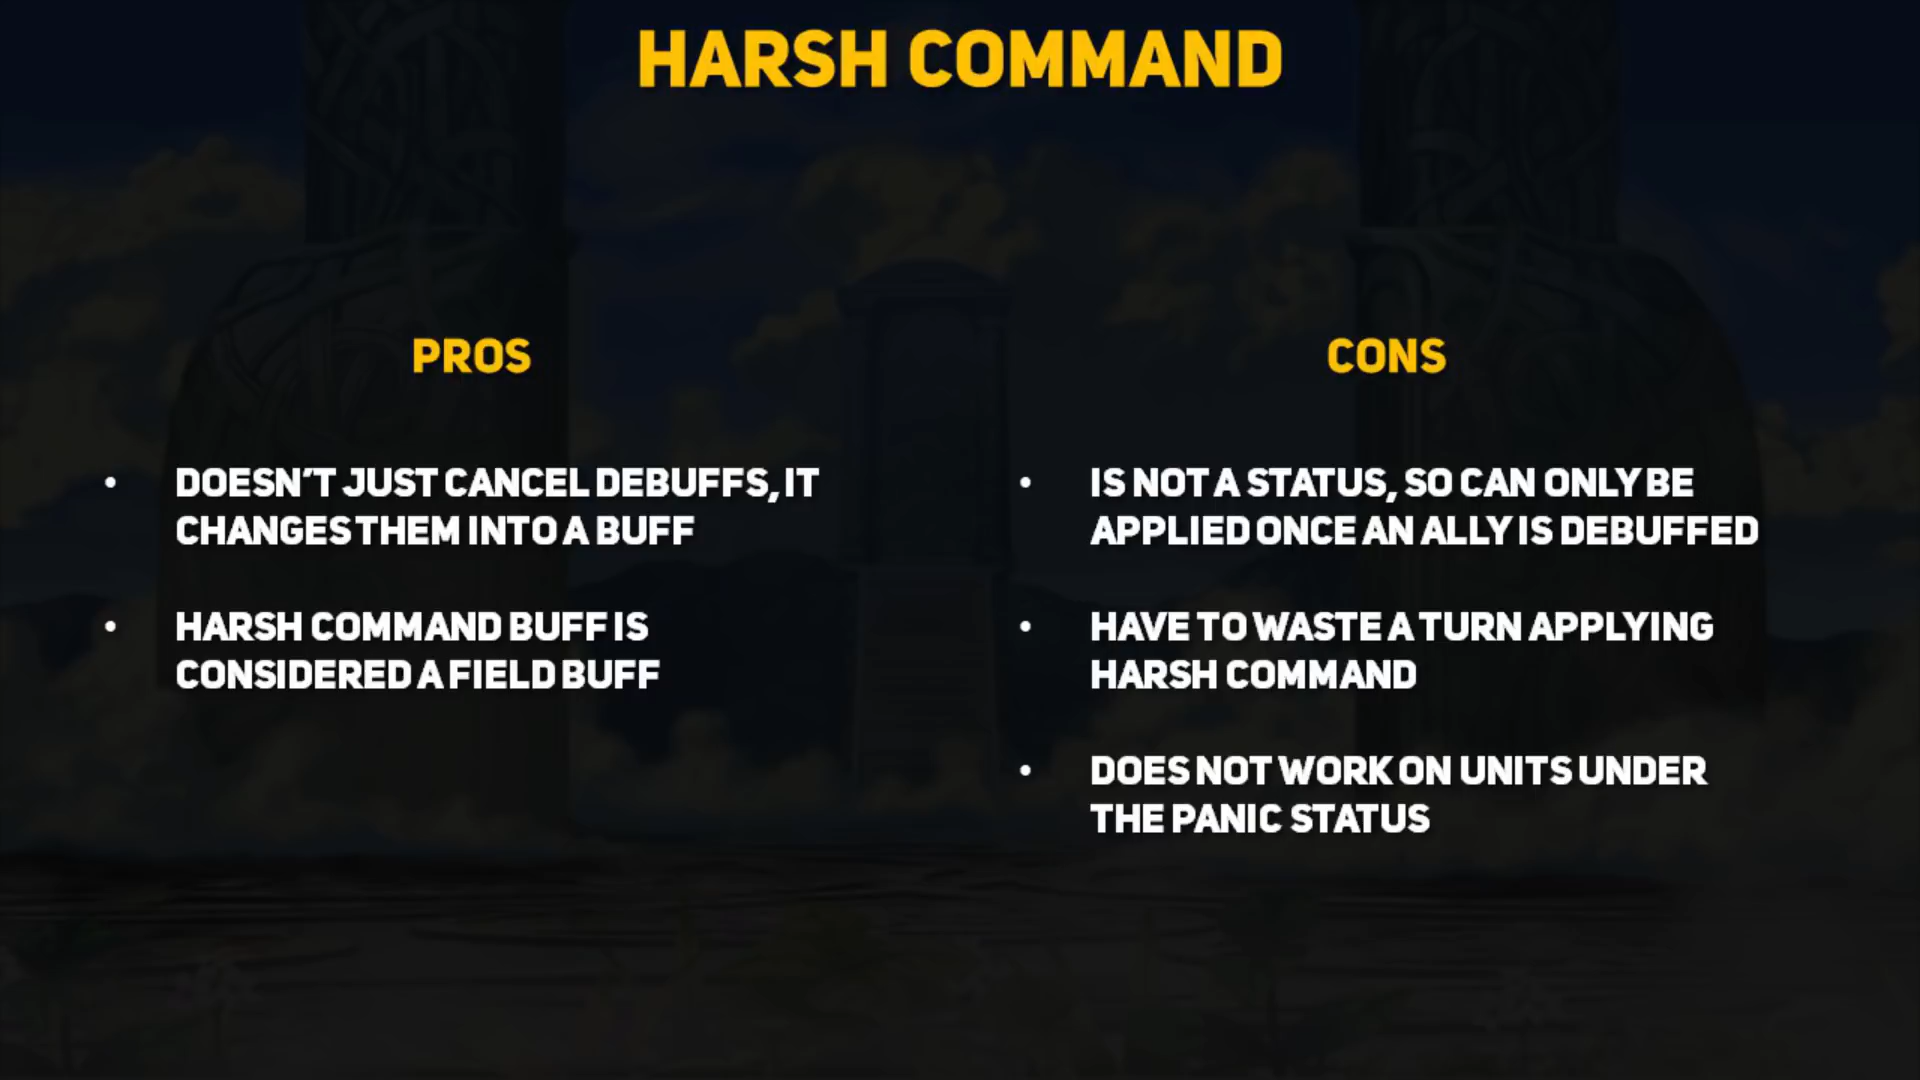 HARSH COMMAND
PROS
• DOESN'T JUST CANCEL DEBUFFS, IT
CHANGES THEM INTO A BUFF
• HARSH COMMAND BUFF IS
CONSIDERED A FIELD BUFF
CONS
• IS NOT A STATUS, SO CAN ONLY BE
APPLIED ONCE AN ALLY IS DEBUFFED
• HAVE TO WASTE A TURN APPLYING
HARSH COMMAND
• DOES NOT WORK ON UNITS UNDER
THE PANIC STATUS